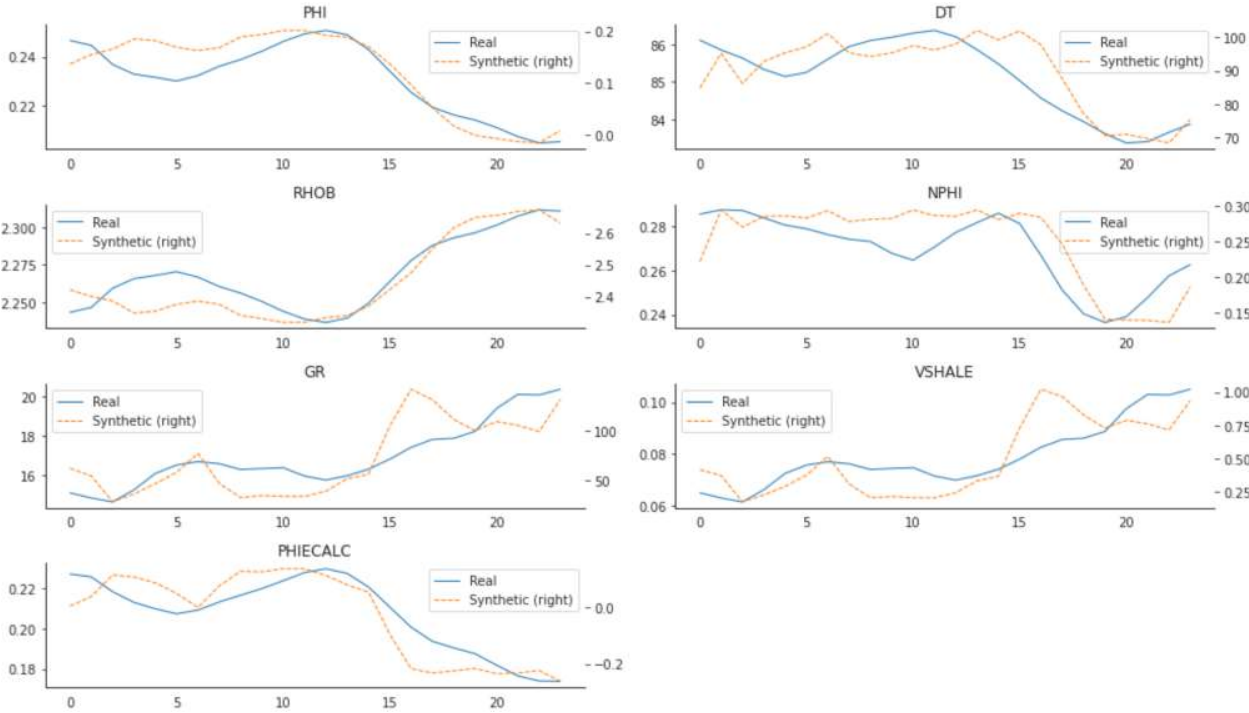 PHI
0.24
0.22
0.2
0.1
0.0
0 5 10 15 20
Real
Synthetic (right)
DT
86
85
84
100
90
80
70
0 5 10 15 20
Real
Synthetic (right)
RHOB
2.300
2.275
2.250
2.6
2.5
2.4
0 5 10 15 20
Real
Synthetic (right)
NPHI
0.28
0.26
0.24
0.30
0.25
0.20
0.15
0 5 10 15 20
Real
Synthetic (right)
GR
20
18
16
100
50
0 5 10 15 20
Real
Synthetic (right)
VSHALE
0.10
0.08
0.06
1.00
0.75
0.50
0.25
0 5 10 15 20
Real
Synthetic (right)
PHIECALC
0.22
0.20
0.18
0.0
−0.2
0 5 10 15 20
Real
Synthetic (right)